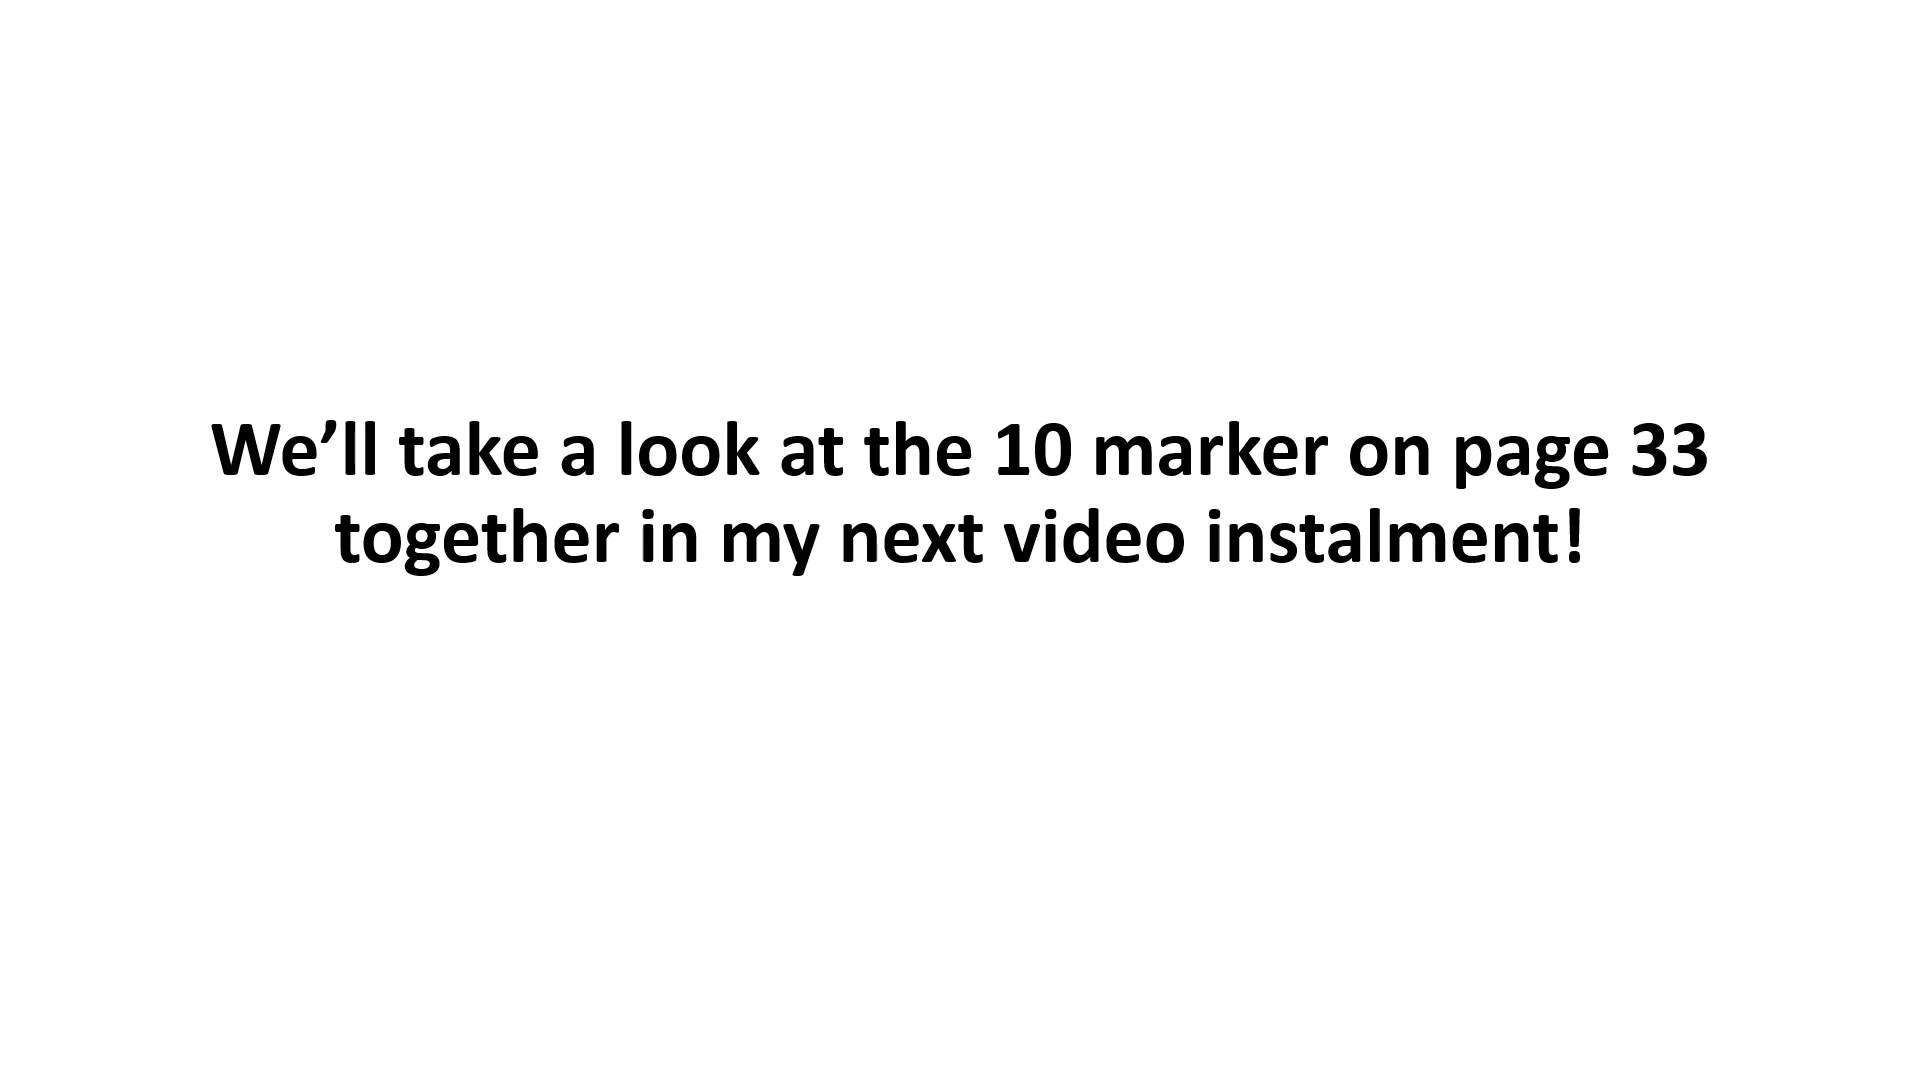 We’ll take a look at the 10 marker on page 33
together in my next video instalment!